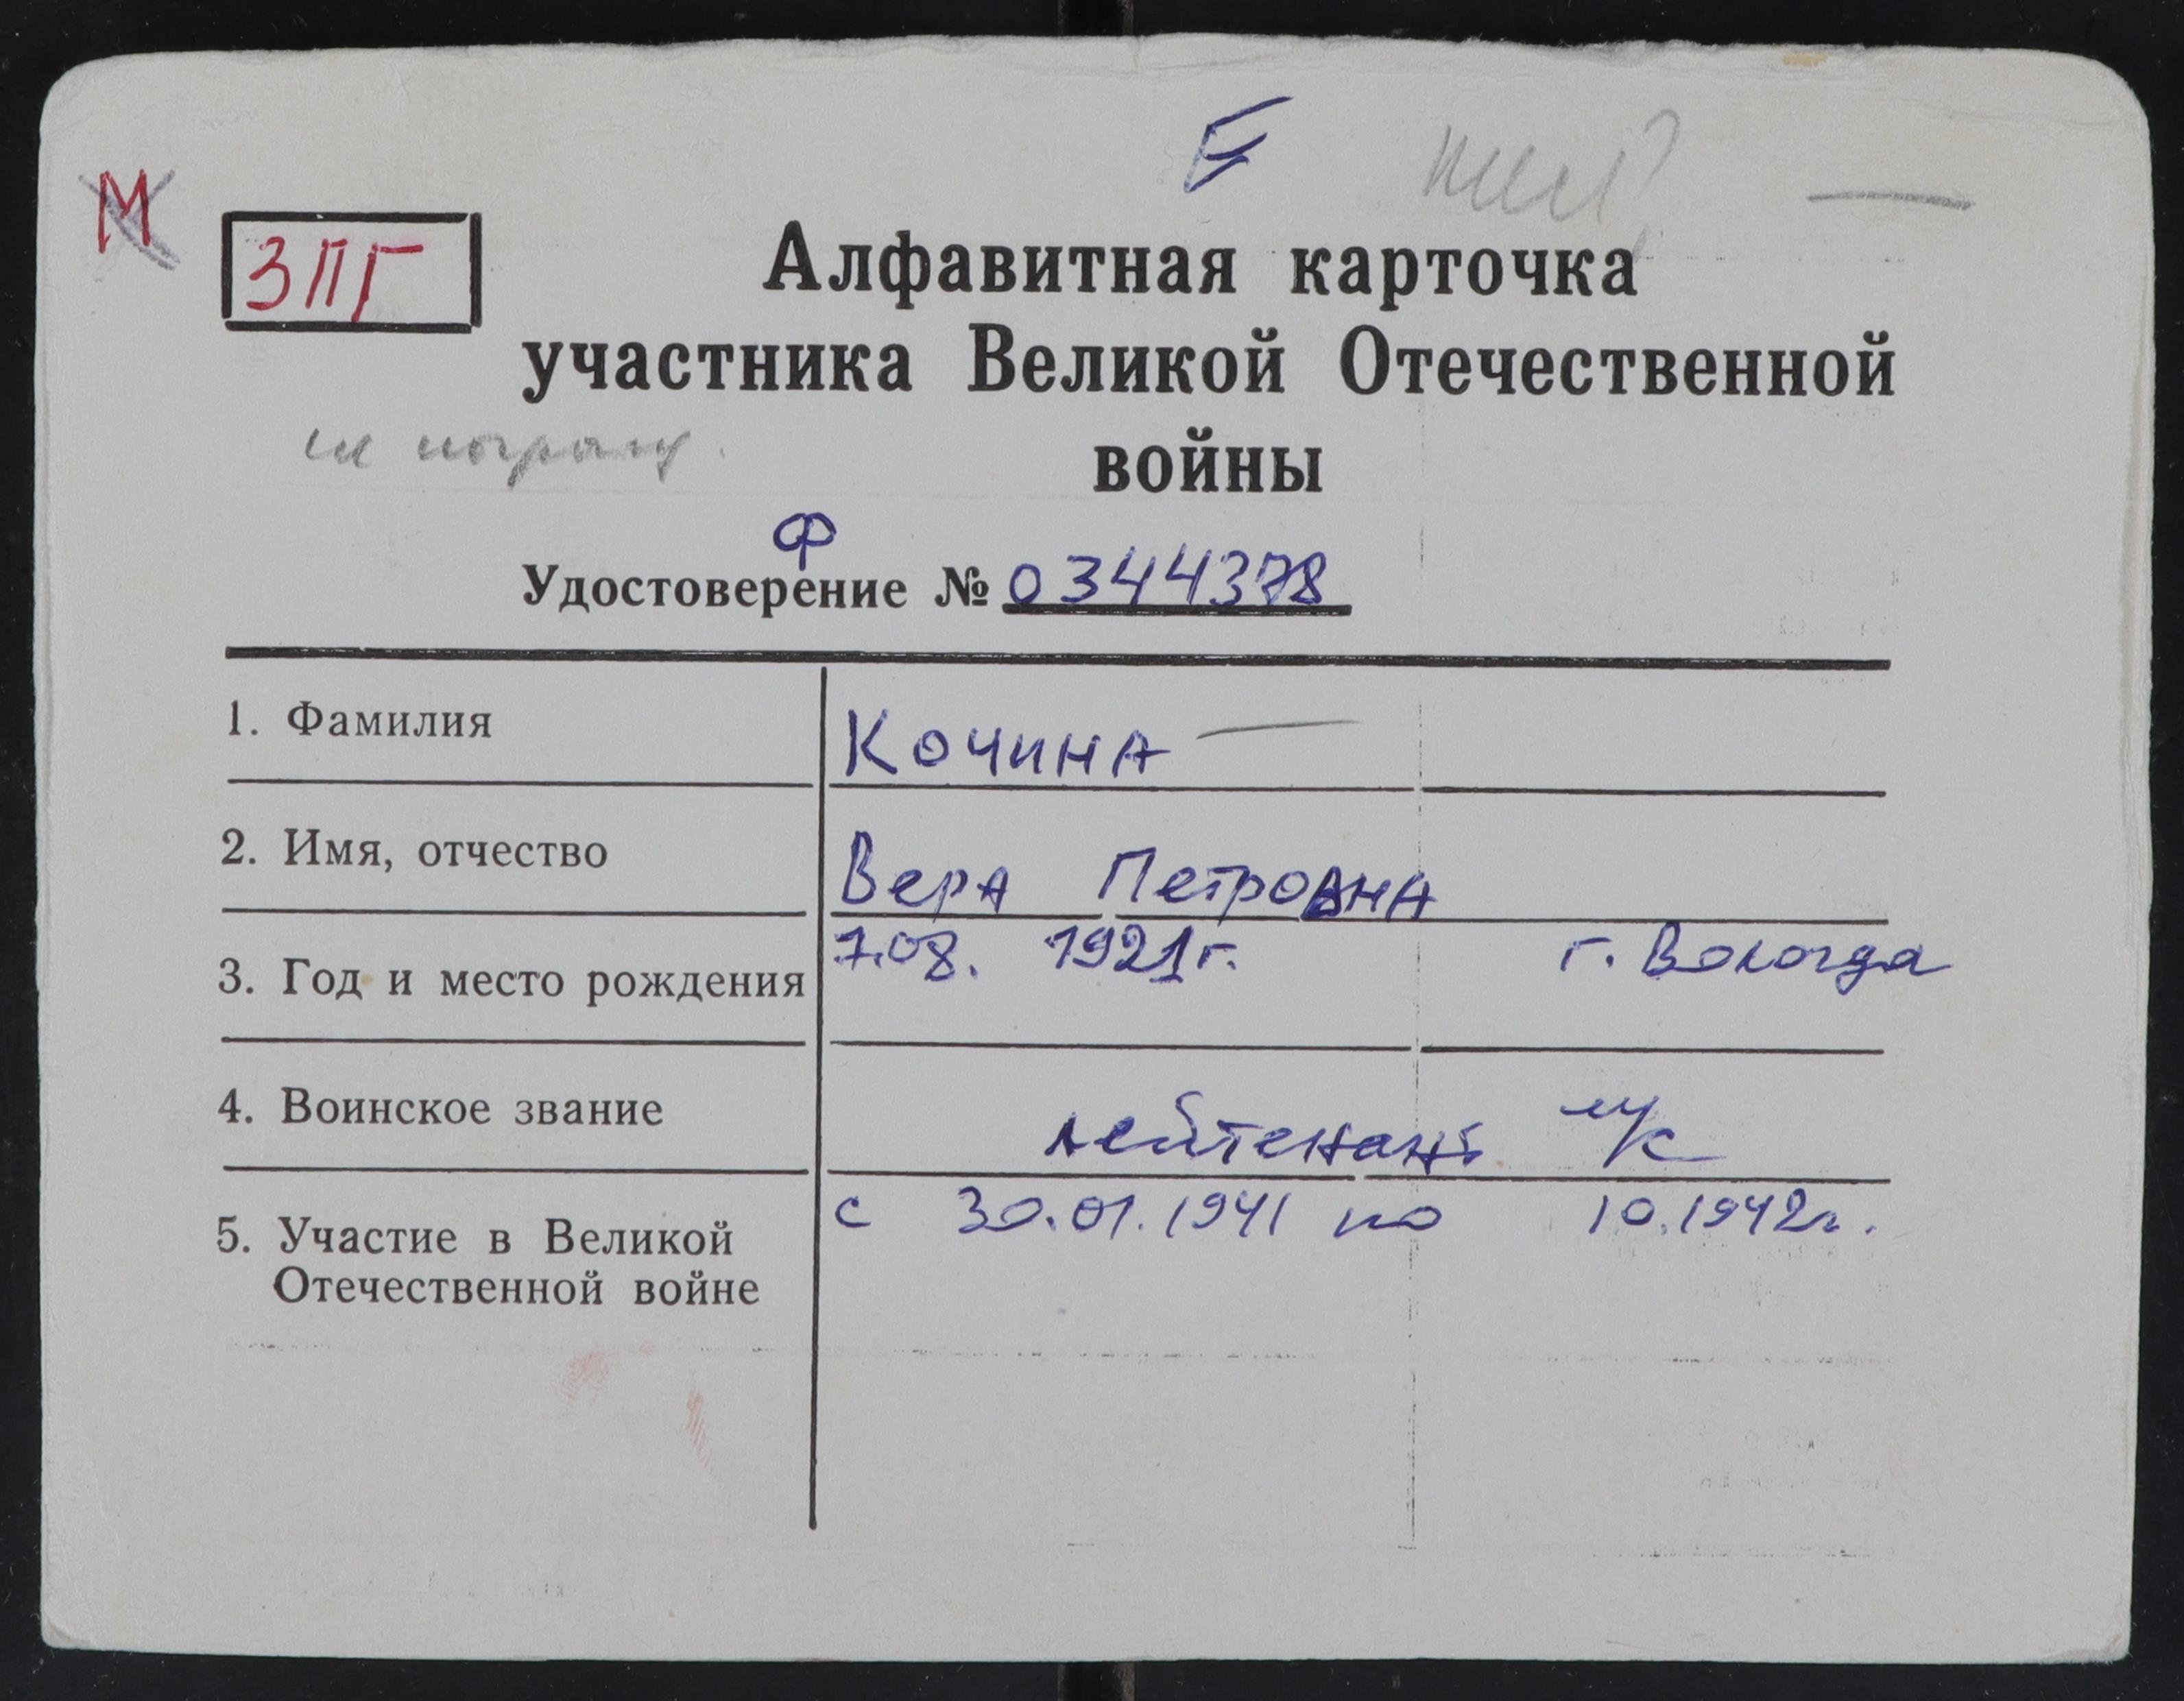 М
ЗПГ
Алфавитная карточка
участника Великой Отечественной
войны
Ф
Удостоверение № 0344378
1. Фамилия Кочина
2. Имя, отчество Вера Петровна
3. Год и место рождения 7.08. 1921г. г. Вологда
4. Воинское звание лейтенант м/с
5. Участие в Великой с 30.01.1941 по 10.1942г.
Отечественной войне